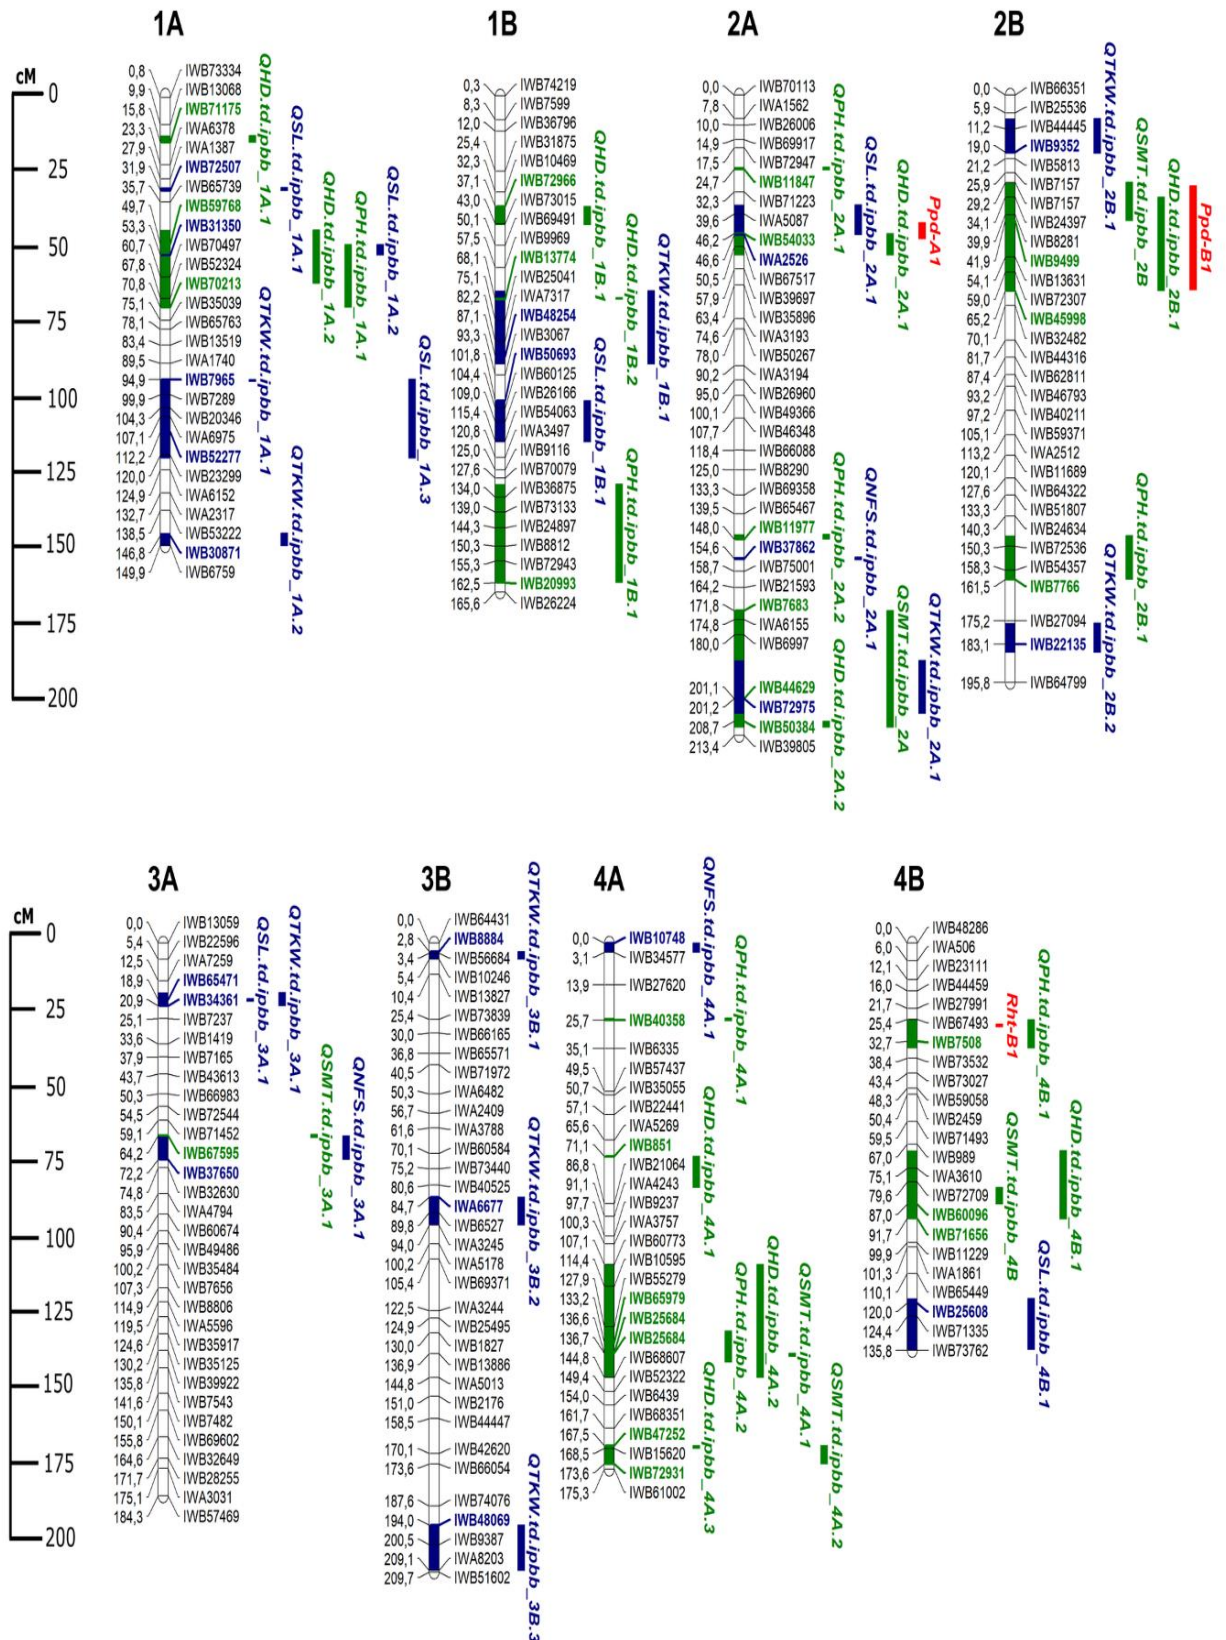 1A
1B
2A
2B
cM
0
25
50
75
100
125
150
175
200
0,8 IWB73334
9,9 IWB13068
15,8 IWB71175
23,3 IWA6378
27,9 IWA1387
31,9 IWB72507
35,7 IWB65739
49,7 IWB59768
53,3 IWB31350
60,7 IWB70497
67,8 IWB52324
70,8 IWB70213
75,1 IWB35039
78,1 IWB65763
83,4 IWB13519
89,5 IWA1740
94,9 IWB7965
99,9 IWB7289
104,3 IWB20346
107,1 IWA6975
112,2 IWB52277
120,0 IWB23299
124,9 IWA6152
132,7 IWA2317
138,5 IWB53222
146,8 IWB30871
149,9 IWB6759
QHD.td.ipbb_1A.1
QSL.td.ipbb_1A.1
QHD.td.ipbb_1A.2
QPH.td.ipbb_1A.1
QSL.td.ipbb_1A.2
QTKW.td.ipbb_1A.1
QSL.td.ipbb_1A.3
QTKW.td.ipbb_1A.2
0,3 IWB74219
8,3 IWB7599
12,0 IWB36796
25,4 IWB31875
32,3 IWB10469
37,1 IWB72966
43,0 IWB73015
50,1 IWB69491
57,5 IWB9969
68,1 IWB13774
75,1 IWB25041
82,2 IWA7317
87,1 IWB48254
93,3 IWB3067
101,8 IWB50693
104,4 IWB60125
109,0 IWB26166
115,4 IWB54063
120,8 IWA3497
125,0 IWB9116
127,6 IWB70079
134,0 IWB36875
139,0 IWB73133
144,3 IWB24897
150,3 IWB8812
155,3 IWB72943
162,5 IWB20993
165,6 IWB26224
QHD.td.ipbb_1B.1
QHD.td.ipbb_1B.2
QTKW.td.ipbb_1B.1
QSL.td.ipbb_1B.1
QPH.td.ipbb_1B.1
0,0 IWB70113
7,8 IWA1562
10,0 IWB26006
14,9 IWB69917
17,5 IWB72947
24,7 IWB11847
32,3 IWB71223
39,6 IWA5087
46,2 IWB54033
46,6 IWA2526
50,5 IWB67517
57,9 IWB39697
63,4 IWB35896
74,6 IWA3193
78,0 IWB50267
90,2 IWA3194
95,0 IWB26960
100,1 IWB49366
107,7 IWB46348
118,4 IWB66088
125,0 IWB8290
133,3 IWB69358
139,5 IWB65467
148,0 IWB11977
154,6 IWB37862
158,7 IWB75001
164,2 IWB21593
171,8 IWB7683
174,8 IWA6155
180,0 IWB6997
201,1 IWB44629
201,2 IWB72975
208,7 IWB50384
213,4 IWB39805
QPH.td.ipbb_2A.1
QSL.td.ipbb_2A.1
QHD.td.ipbb_2A.1
Ppd-A1
QPH.td.ipbb_2A.2
QNFS.td.ipbb_2A.1
QHD.td.ipbb_2A.2
QSMT.td.ipbb_2A
QTKW.td.ipbb_2A.1
0,0 IWB66351
5,9 IWB25536
11,2 IWB44445
19,0 IWB9352
21,2 IWB5813
25,9 IWB7157
29,2 IWB7157
34,1 IWB24397
39,9 IWB8281
41,9 IWB9499
54,1 IWB13631
59,0 IWB72307
65,2 IWB45998
70,1 IWB32482
81,7 IWB44316
87,4 IWB62811
93,2 IWB46793
97,2 IWB40211
105,1 IWB59371
113,2 IWA2512
120,1 IWB11689
127,6 IWB64322
133,3 IWB51807
140,3 IWB24634
150,3 IWB72536
158,3 IWB54357
161,5 IWB7766
175,2 IWB27094
183,1 IWB22135
195,8 IWB64799
QTKW.td.ipbb_2B.1
QSMT.td.ipbb_2B
QHD.td.ipbb_2B.1
Ppd-B1
QPH.td.ipbb_2B.1
QTKW.td.ipbb_2B.2
3A
3B
4A
4B
cM
0
25
50
75
100
125
150
175
200
0,0 IWB13059
5,4 IWB22596
12,5 IWA7259
18,9 IWB65471
20,9 IWB34361
25,1 IWB7237
33,6 IWB1419
37,9 IWB7165
43,7 IWB43613
50,3 IWB66983
54,5 IWB72544
59,1 IWB71452
64,2 IWB67595
72,2 IWB37650
74,8 IWB32630
83,5 IWA4794
90,4 IWB60674
95,9 IWB49486
100,2 IWB35484
107,5 IWB7656
114,9 IWB8806
119,5 IWA5596
124,6 IWB35917
130,2 IWB35125
135,8 IWB39922
141,6 IWB7543
150,1 IWB7482
155,8 IWB69602
164,6 IWB32649
171,7 IWB28255
175,1 IWA3031
184,3 IWB57469
QSL.td.ipbb_3A.1
QTKW.td.ipbb_3A.1
QSMT.td.ipbb_3A.1
QNFS.td.ipbb_3A.1
0,0 IWB64431
2,8 IWB8884
3,4 IWB56684
5,4 IWB10246
10,4 IWB13827
25,4 IWB73839
30,0 IWB66165
36,8 IWB65571
40,5 IWB71972
50,3 IWA6482
56,7 IWA2409
61,6 IWA3788
70,1 IWB60584
75,2 IWB73440
80,6 IWB40525
84,7 IWA6677
89,8 IWB6527
94,0 IWA3245
100,2 IWA5178
105,4 IWB69371
122,5 IWA3244
124,9 IWB25495
130,0 IWB1827
136,9 IWB13886
144,8 IWA5013
151,0 IWB2176
158,5 IWB44447
170,1 IWB42620
173,6 IWB66054
187,6 IWB74076
194,0 IWB48069
200,5 IWB9387
209,1 IWA8203
209,7 IWB51602
QTKW.td.ipbb_3B.1
QTKW.td.ipbb_3B.2
QTKW.td.ipbb_3B.3
0,0 IWB10748
3,1 IWB34577
13,9 IWB27620
25,7 IWB40358
35,1 IWB6335
49,5 IWB57437
50,7 IWB35055
57,1 IWB22441
65,6 IWA5269
71,1 IWB851
86,8 IWB21064
91,1 IWA4243
97,7 IWB9237
100,3 IWA3757
107,1 IWB60773
114,4 IWB10595
127,9 IWB55279
133,2 IWB65979
136,6 IWB25684
136,7 IWB25684
144,8 IWB68607
149,4 IWB52322
154,0 IWB6439
161,7 IWB68351
167,5 IWB47252
168,5 IWB15620
173,6 IWB72931
175,3 IWB61002
QNFS.td.ipbb_4A.1
QPH.td.ipbb_4A.1
QHD.td.ipbb_4A.1
QPH.td.ipbb_4A.2
QHD.td.ipbb_4A.2
QSMT.td.ipbb_4A.1
QHD.td.ipbb_4A.3
QSMT.td.ipbb_4A.2
0,0 IWB48286
6,0 IWA506
12,1 IWB23111
16,0 IWB44459
21,7 IWB27991
25,4 IWB67493
32,7 IWB7508
38,4 IWB73532
43,4 IWB73027
48,3 IWB59058
50,4 IWB2459
59,5 IWB71493
67,0 IWB989
75,1 IWA3610
79,6 IWB72709
87,0 IWB60096
91,7 IWB71656
99,9 IWB11229
101,3 IWA1861
110,1 IWB65449
120,0 IWB25608
124,4 IWB71335
135,8 IWB73762
Rht-B1
QPH.td.ipbb_4B.1
QSMT.td.ipbb_4B
QHD.td.ipbb_4B.1
QSL.td.ipbb_4B.1